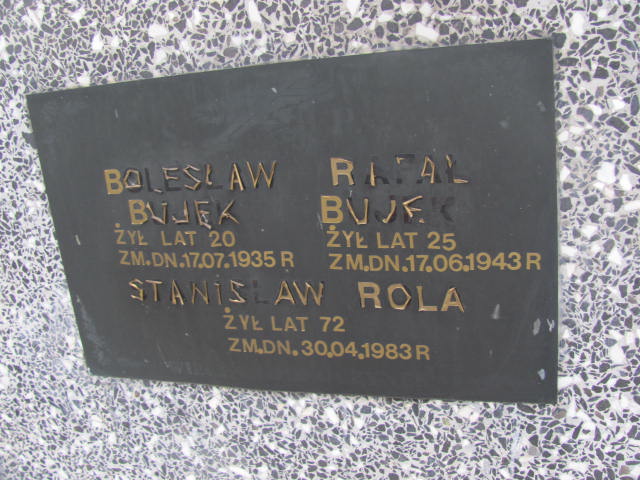 BOLESŁAW
BUJEK
ŻYŁ LAT 20
ZM.DN.17.07.1935 R
RAFAŁ
BUJEK
ŻYŁ LAT 25
ZM.DN.17.06.1943 R
STANISŁAW ROLA
ŻYŁ LAT 72
ZM.DN. 30.04.1983 R